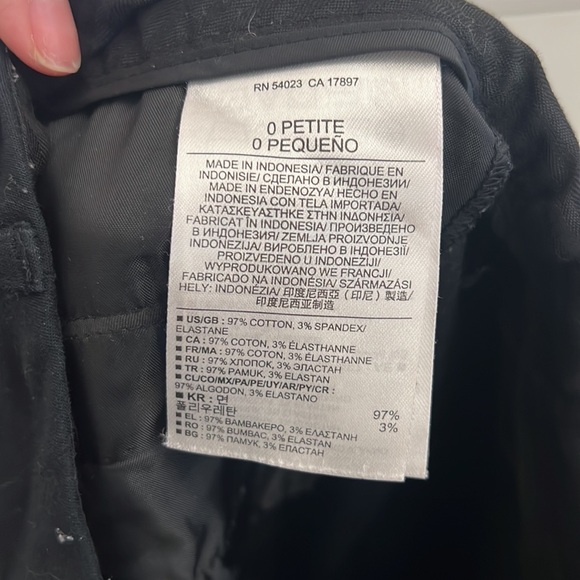 RN 54023 CA 17897
0 PETITE
0 PEQUEÑO
MADE IN INDONESIA/ FABRIQUE EN
INDONISIE/ СДЕЛАНО В ИНДОНЕЗИИ/
MADE IN ENDENOZYA/ HECHO EN
INDONESIA CON TELA IMPORTADA/
ΚΑΤΑΣΚΕΥΑΣΤΗΚΕ ΣΤΗΝ ΙΝΔΟΝΗΣΙΑ/
FABRICAT ÎN INDONESIA/ ПРОИЗВЕДЕНО
В ИНДОНЕЗИЯ/ ZEMLJA PROIZVODNJE
INDONEZIJA/ ВИРОБЛЕНО В ІНДОНЕЗІЇ/
PROIZVEDENO U INDONEZIJI/
WYPRODUKOWANO WE FRANCJI/
FABRICADO NA INDONÉSIA/ SZÁRMAZÁSI
HELY: INDONÉZIA/ 印度尼西亞 (印尼) 製造/
印度尼西亚制造
■ US/GB : 97% COTTON, 3% SPANDEX/
ELASTANE
■ CA : 97% COTTON, 3% ÉLASTHANNE
■ FR/MA : 97% COTTON, 3% ÉLASTHANNE
■ RU : 97% ХЛОПОК, 3% ЭЛАСТАН
■ TR : 97% PAMUK, 3% ELASTAN
■ CL/CO/MX/PA/PE/UY/AR/PY/CR :
97% ALGODON, 3% ELASTANO
■ KR : 면 97%
폴리우레탄 3%
■ EL : 97% ΒΑΜΒΑΚΕΡΟ, 3% ΕΛΑΣΤΑΝΗ
■ RO : 97% BUMBAC, 3% ELASTAN
■ BG : 97% ПАМУК, 3% ЕЛАСТАН